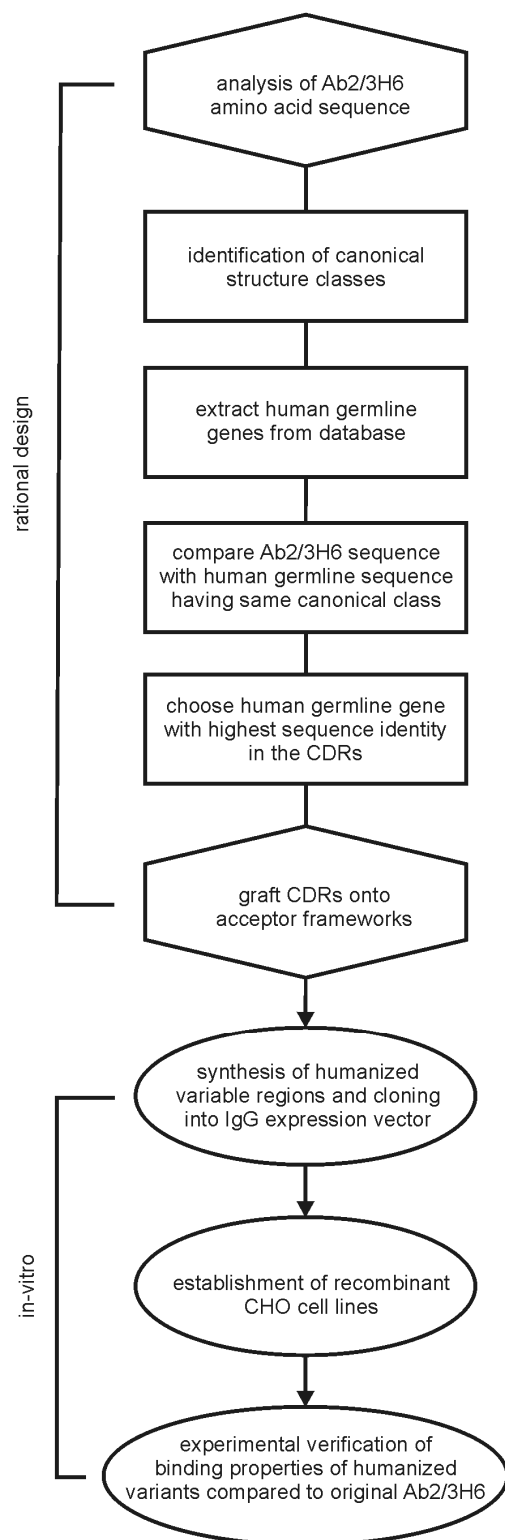 analysis of Ab2/3H6
amino acid sequence
identification of canonical
structure classes
extract human germline
genes from database
compare Ab2/3H6 sequence
with human germline sequence
having same canonical class
choose human germline gene
with highest sequence identity
in the CDRs
graft CDRs onto
acceptor frameworks
rational design
synthesis of humanized
variable regions and cloning
into IgG expression vector
establishment of recombinant
CHO cell lines
experimental verification of
binding properties of humanized
variants compared to original Ab2/3H6
in-vitro